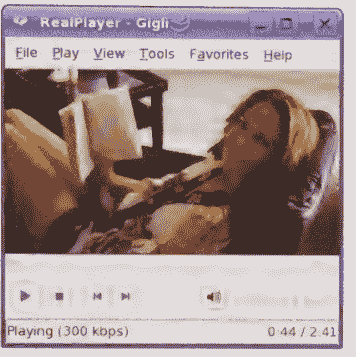 RealPlayer - Gigli
File Play View Tools Favorites Help
Playing (300 kbps) 0:44 / 2:41